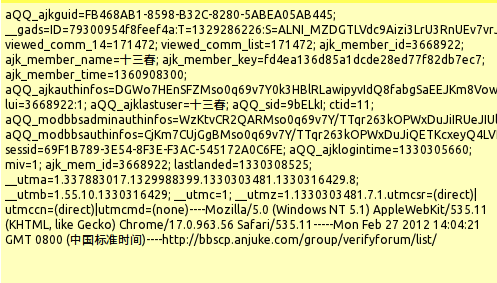 aQQ_ajkguid=FB468AB1-8598-B32C-8280-5ABEA05AB445;
__gads=ID=79300954f8feef4a:T=1329286226:S=ALNI_MZDGTLVdc9Aizi3LrU3RnUEv7vrJ
viewed_comm_14=171472; viewed_comm_list=171472; ajk_member_id=3668922;
ajk_member_name=十三春; ajk_member_key=fd4ea136d85a1dcde28ed77f82db7ec7;
ajk_member_time=1360908300;
aQQ_ajkauthinfos=DGWo7HEnSFZMso0q69v7Y0k3HBlRLawipyvIdQ8fabgSaEEJKm8Vow
lui=3668922:1; aQQ_ajklastuser=十三春; aQQ_sid=9bELkI; ctid=11;
aQQ_modbbsadminauthinfos=WzKtvCR2QARMso0q69v7Y/TTqr263kOPWxDuJiIRUeJIUl
aQQ_modbbsauthinfos=CjKm7CUjGgBMso0q69v7Y/TTqr263kOPWxDuJiQETKcxeyQ4LV
sessid=69F1B789-3E54-8F3E-F3AC-545172A0C6FE; aQQ_ajklogintime=1330305660;
miv=1; ajk_mem_id=3668922; lastlanded=1330308525;
__utma=1.337883017.1329988399.1330303481.1330316429.8;
__utmb=1.55.10.1330316429; __utmc=1; __utmz=1.1330303481.7.1.utmcsr=(direct)|
utmccn=(direct)|utmcmd=(none)----Mozilla/5.0 (Windows NT 5.1) AppleWebKit/535.11
(KHTML, like Gecko) Chrome/17.0.963.56 Safari/535.11-----Mon Feb 27 2012 14:04:21
GMT 0800 (中国标准时间)----http://bbscp.anjuke.com/group/verifyforum/list/